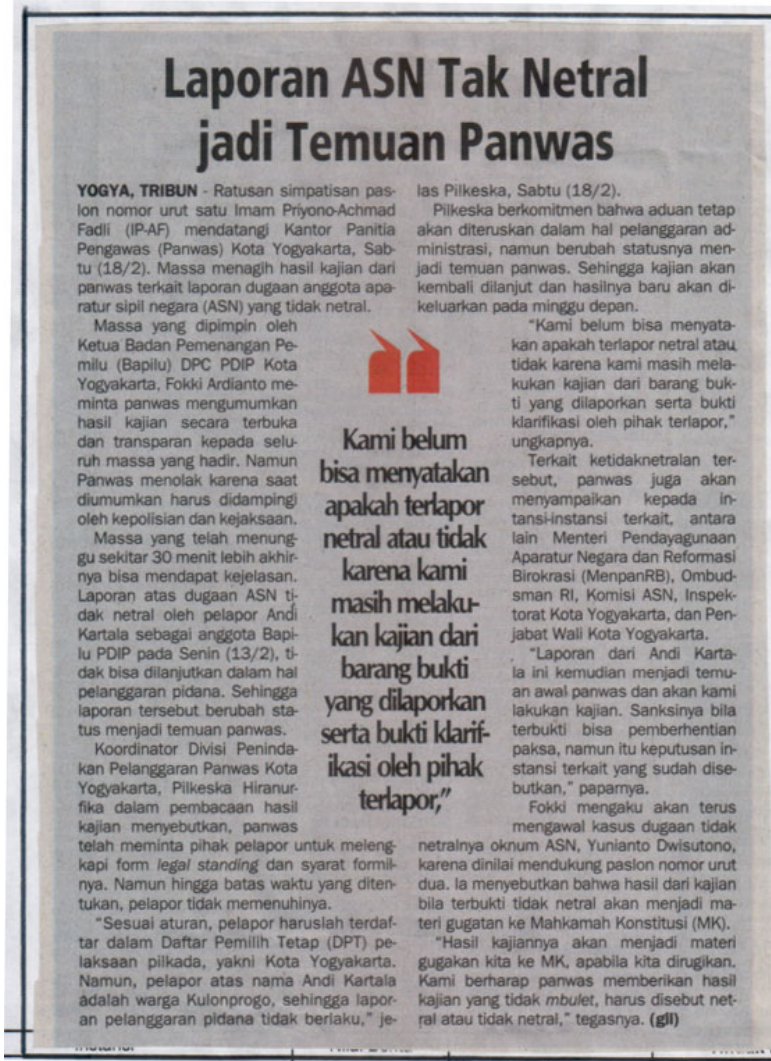 Laporan ASN Tak Netral
jadi Temuan Panwas
YOGYA, TRIBUN - Ratusan simpatisan pas-
lon nomor urut satu Imam Priyono-Achmad
Fadli (IP-AF) mendatangi Kantor Panitia
Pengawas (Panwas) Kota Yogyakarta, Sab-
tu (18/2). Massa menagih hasil kajian dari
panwas terkait laporan dugaan anggota apa-
ratur sipil negara (ASN) yang tidak netral.
Massa yang dipimpin oleh
Ketua Badan Pemenangan Pe-
milu (Bapilu) DPC PDIP Kota
Yogyakarta, Fokki Ardianto me-
minta panwas mengumumkan
hasil kajian secara terbuka
dan transparan kepada selu-
ruh massa yang hadir. Namun
Panwas menolak karena saat
diumumkan harus didampingi
oleh kepolisian dan kejaksaan.
Massa yang telah menung-
gu sekitar 30 menit lebih akhir-
nya bisa mendapat kejelasan.
Laporan atas dugaan ASN ti-
dak netral oleh pelapor Andi
Kartala sebagai anggota Bapi-
lu PDIP pada Senin (13/2), ti-
dak bisa dilanjutkan dalam hal
pelanggaran pidana. Sehingga
laporan tersebut berubah sta-
tus menjadi temuan panwas.
Koordinator Divisi Peninda-
kan Pelanggaran Panwas Kota
Yogyakarta, Pilkeska Hiranur-
fika dalam pembacaan hasil
kajian menyebutkan, panwas
telah meminta pihak pelapor untuk meleng-
kapi form legal standing dan syarat formil-
nya. Namun hingga batas waktu yang diten-
tukan, pelapor tidak memenuhinya.
"Sesuai aturan, pelapor haruslah terdaf-
tar dalam Daftar Pemilih Tetap (DPT) pe-
laksaan pilkada, yakni Kota Yogyakarta.
Namun, pelapor atas nama Andi Kartala
adalah warga Kulonprogo, sehingga lapor-
an pelanggaran pidana tidak berlaku," je-
las Pilkeska, Sabtu (18/2).
Pilkeska berkomitmen bahwa aduan tetap
akan diteruskan dalam hal pelanggaran ad-
ministrasi, namun berubah statusnya men-
jadi temuan panwas. Sehingga kajian akan
kembali dilanjut dan hasilnya baru akan di-
keluarkan pada minggu depan.
"Kami belum bisa menyata-
kan apakah terlapor netral atau
tidak karena kami masih mela-
kukan kajian dari barang buk-
ti yang dilaporkan serta bukti
klarifikasi oleh pihak terlapor,"
ungkapnya.
Terkait ketidaknetralan ter-
sebut, panwas juga akan
menyampaikan kepada in-
tansi-instansi terkait, antara
lain Menteri Pendayagunaan
Aparatur Negara dan Reformasi
Birokrasi (MenpanRB), Ombud-
sman RI, Komisi ASN, Inspek-
torat Kota Yogyakarta, dan Pen-
jabat Wali Kota Yogyakarta.
"Laporan dari Andi Karta-
la ini kemudian menjadi temu-
an awal panwas dan akan kami
lakukan kajian. Sanksinya bila
terbukti bisa pemberhentian
paksa, namun itu keputusan in-
stansi terkait yang sudah dise-
butkan," paparnya.
Fokki mengaku akan terus
mengawal kasus dugaan tidak
netralnya oknum ASN, Yunianto Dwisutono,
karena dinilai mendukung paslon nomor urut
dua. Ia menyebutkan bahwa hasil dari kajian
bila terbukti tidak netral akan menjadi ma-
teri gugatan ke Mahkamah Konstitusi (MK).
"Hasil kajiannya akan menjadi materi
gugakan kita ke MK, apabila kita dirugikan.
Kami berharap panwas memberikan hasil
kajian yang tidak mbulet, harus disebut net-
ral atau tidak netral," tegasnya. (gil)
Kami belum
bisa menyatakan
apakah terlapor
netral atau tidak
karena kami
masih melaku-
kan kajian dari
barang bukti
yang dilaporkan
serta bukti klarif-
ikasi oleh pihak
terlapor,"